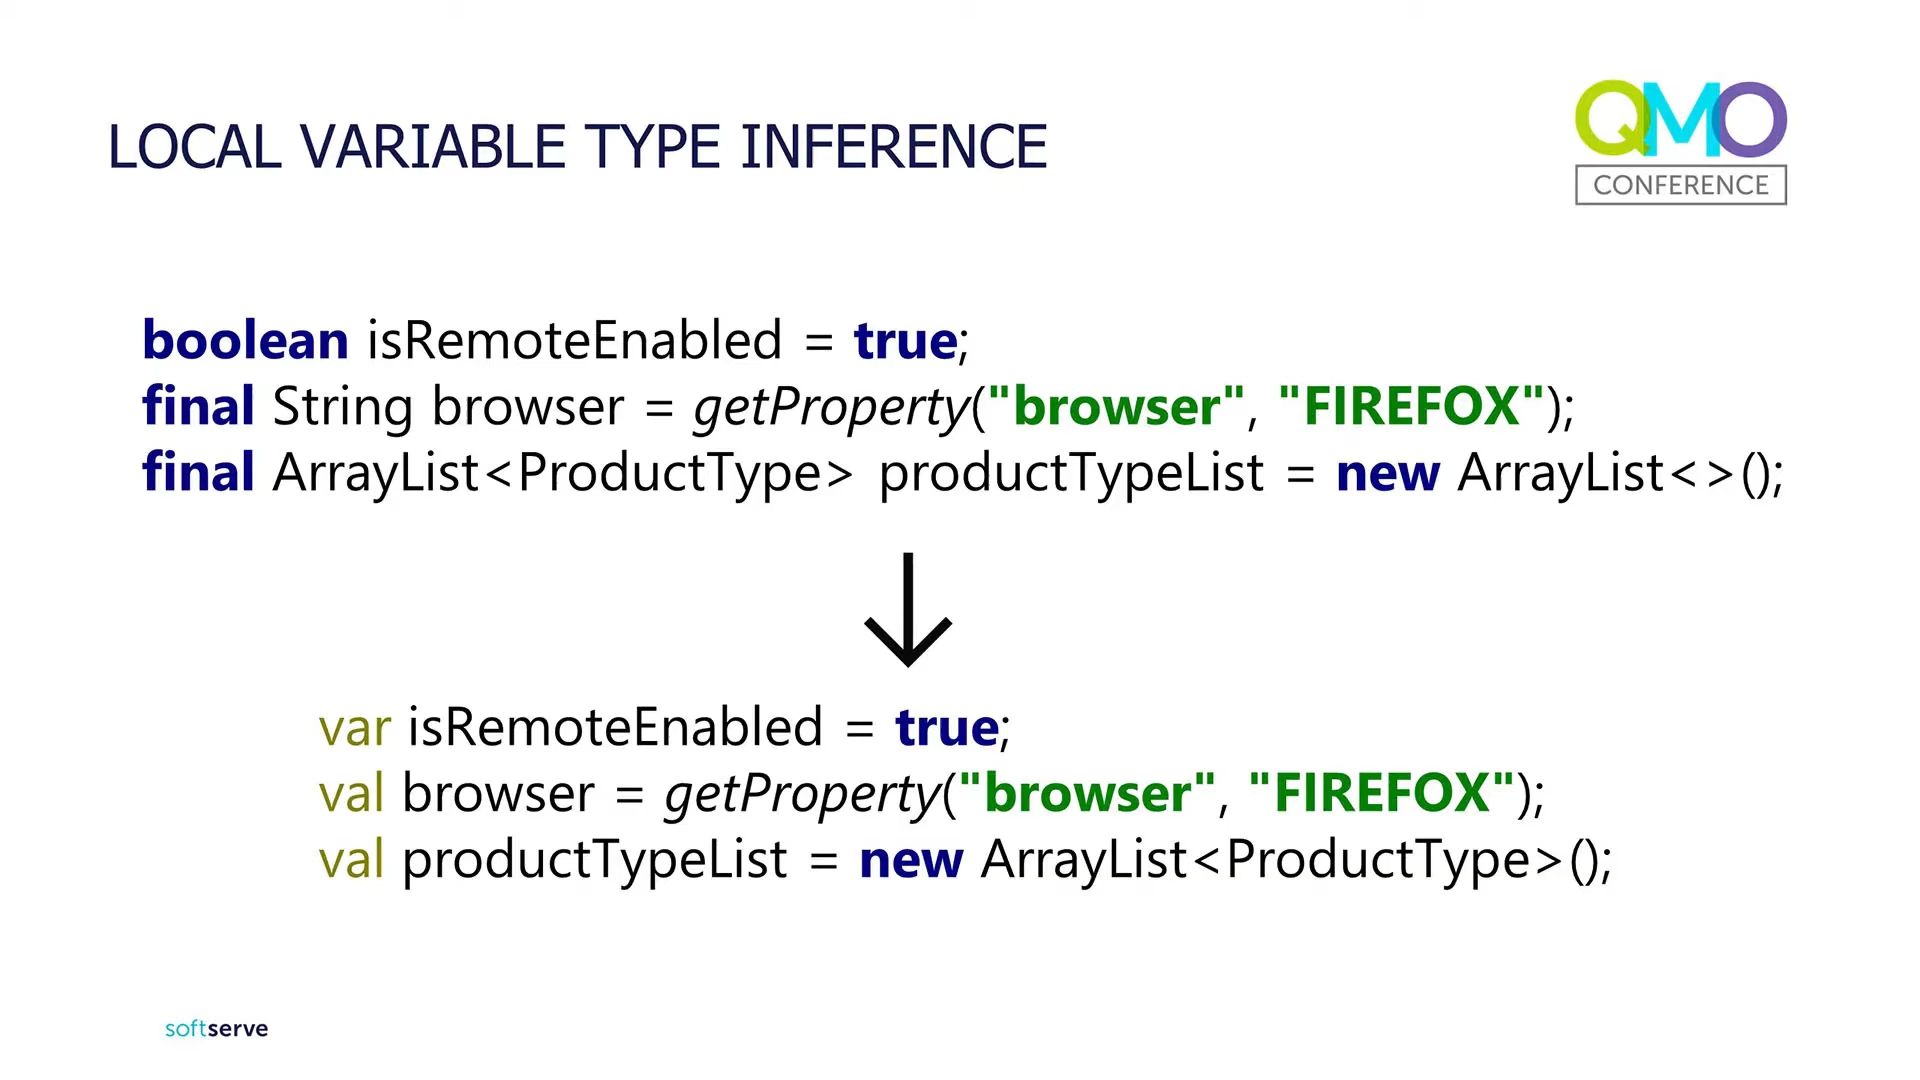 LOCAL VARIABLE TYPE INFERENCE
QMO
CONFERENCE
boolean isRemoteEnabled = true;
final String browser = getProperty("browser", "FIREFOX");
final ArrayList<ProductType> productTypeList = new ArrayList<>();
var isRemoteEnabled = true;
val browser = getProperty("browser", "FIREFOX");
val productTypeList = new ArrayList<ProductType>();
softserve